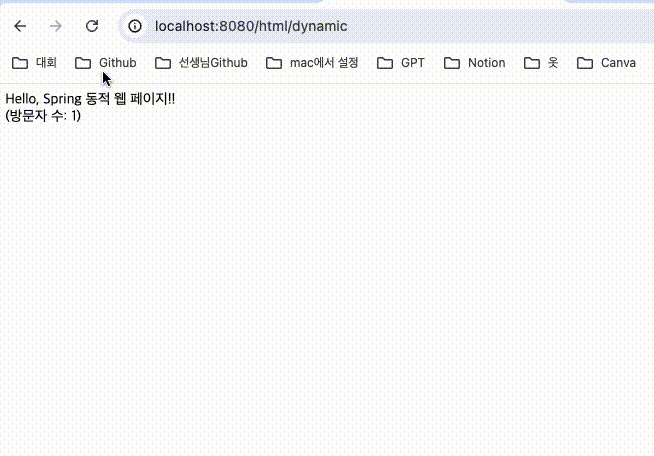 localhost:8080/html/dynamic
대회 Github 선생님Github mac에서 설정 GPT Notion 옷 Canva
Hello, Spring 동적 웹 페이지!!
(방문자 수: 1)